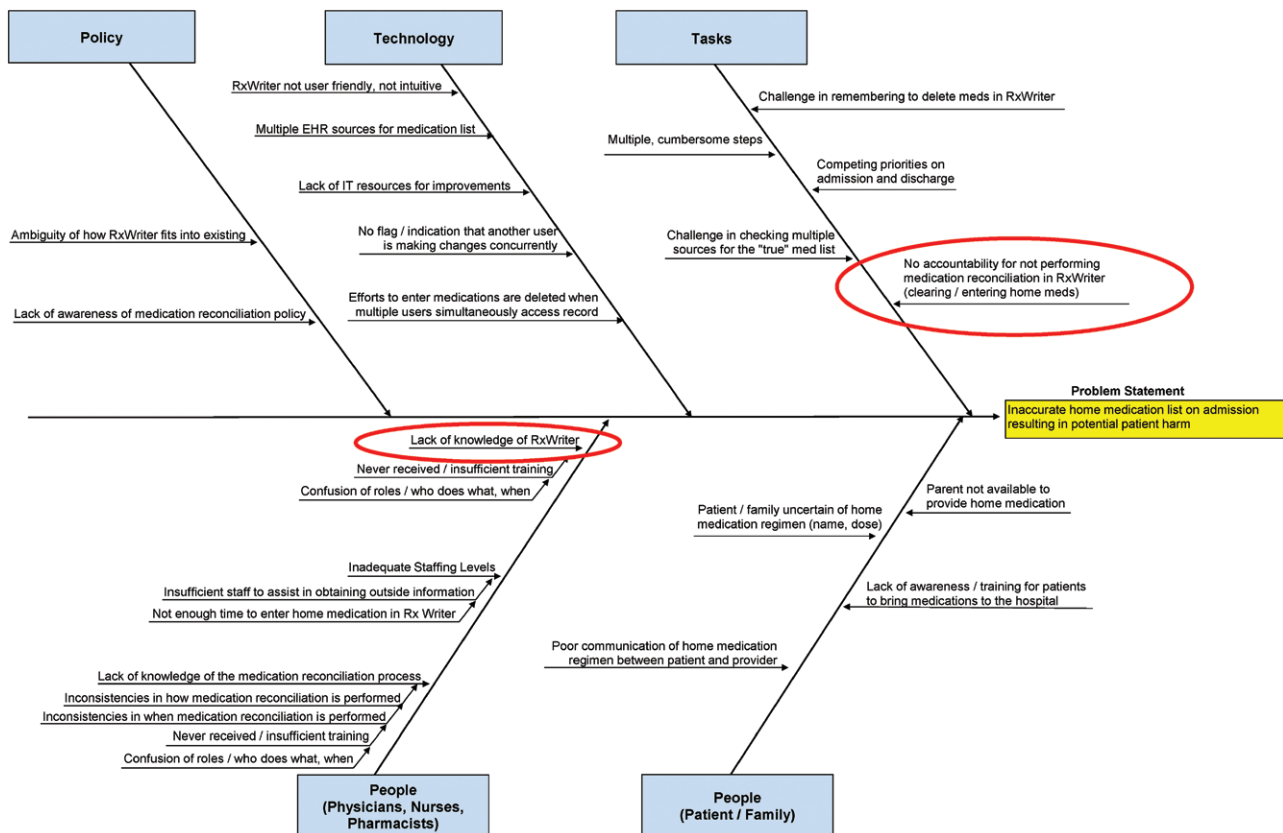 Policy
Technology
Tasks
RxWriter not user friendly, not intuitive
Multiple EHR sources for medication list
Lack of IT resources for improvements
No flag / indication that another user
is making changes concurrently
Efforts to enter medications are deleted when
multiple users simultaneously access record
Ambiguity of how RxWriter fits into existing
Lack of awareness of medication reconciliation policy
Challenge in remembering to delete meds in RxWriter
Multiple, cumbersome steps
Competing priorities on
admission and discharge
Challenge in checking multiple
sources for the "true" med list
No accountability for not performing
medication reconciliation in RxWriter
(clearing / entering home meds)
Problem Statement
Inaccurate home medication list on admission
resulting in potential patient harm
Lack of knowledge of RxWriter
Never received / insufficient training
Confusion of roles / who does what, when
Inadequate Staffing Levels
Insufficient staff to assist in obtaining outside information
Not enough time to enter home medication in Rx Writer
Lack of knowledge of the medication reconciliation process
Inconsistencies in how medication reconciliation is performed
Inconsistencies in when medication reconciliation is performed
Never received / insufficient training
Confusion of roles / who does what, when
Parent not available to
provide home medication
Patient / family uncertain of home
medication regimen (name, dose)
Lack of awareness / training for patients
to bring medications to the hospital
Poor communication of home medication
regimen between patient and provider
People
(Physicians, Nurses,
Pharmacists)
People
(Patient / Family)